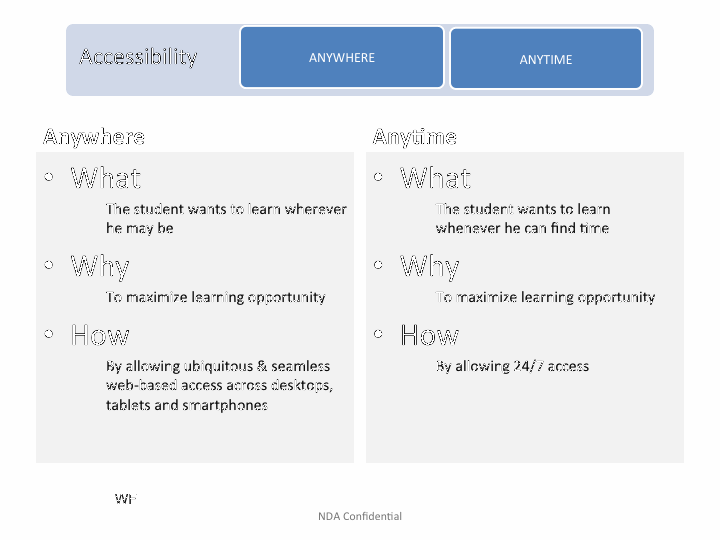 Accessibility
ANYWHERE
ANYTIME
Anywhere
• What
The student wants to learn wherever
he may be
• Why
To maximize learning opportunity
• How
By allowing ubiquitous & seamless
web-based access across desktops,
tablets and smartphones
Anytime
• What
The student wants to learn
whenever he can find time
• Why
To maximize learning opportunity
• How
By allowing 24/7 access
NDA Confidential